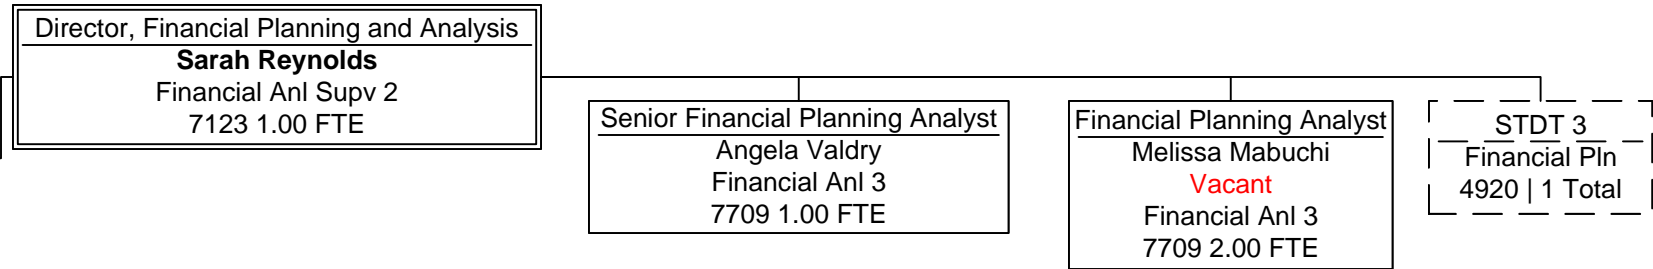 Director, Financial Planning and Analysis
Sarah Reynolds
Financial Anl Supv 2
7123 1.00 FTE
Senior Financial Planning Analyst
Angela Valdry
Financial Anl 3
7709 1.00 FTE
Financial Planning Analyst
Melissa Mabuchi
Vacant
Financial Anl 3
7709 2.00 FTE
STDT 3
Financial Pln
4920 | 1 Total